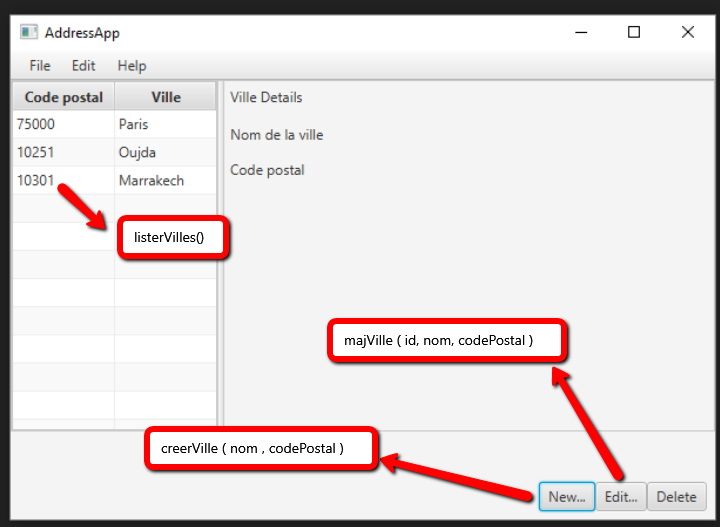 AddressApp
File Edit Help
Code postal Ville
75000 Paris
10251 Oujda
10301 Marrakech
Ville Details
Nom de la ville
Code postal
listerVilles()
majVille ( id, nom, codePostal )
creerVille ( nom , codePostal )
New... Edit... Delete